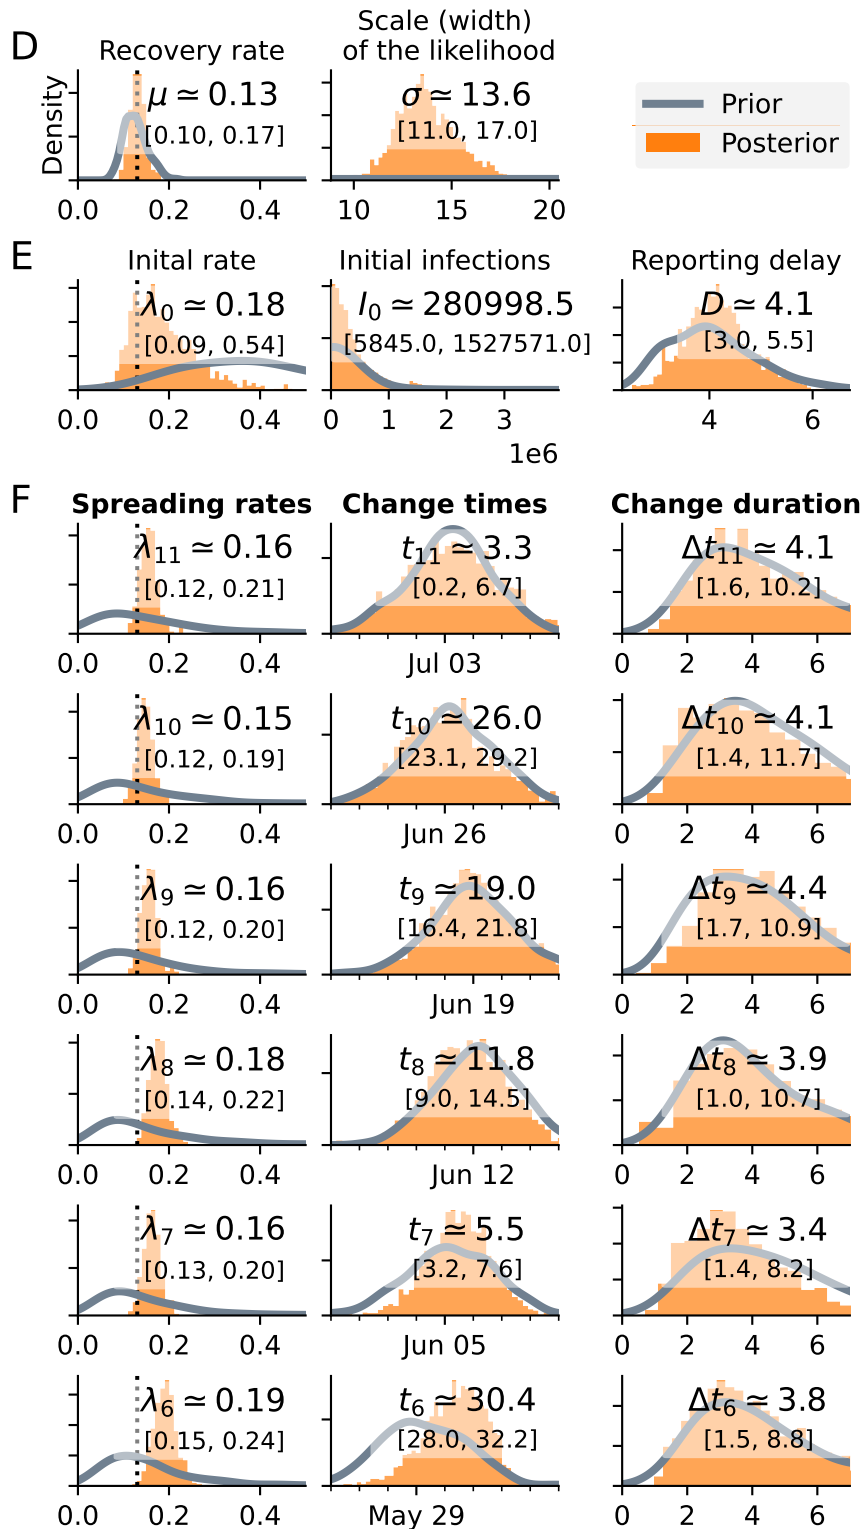 D
Recovery rate
Scale (width)
of the likelihood
Density
μ ≃ 0.13
[0.10, 0.17]
σ ≃ 13.6
[11.0, 17.0]
Prior
Posterior
0.0 0.2 0.4
10 15 20
E
Inital rate
Initial infections
Reporting delay
λ0 ≃ 0.18
[0.09, 0.54]
I0 ≃ 280998.5
[5845.0, 1527571.0]
D ≃ 4.1
[3.0, 5.5]
0.0 0.2 0.4
0 1 2 3
1e6
4 6
F
Spreading rates
Change times
Change duration
λ11 ≃ 0.16
[0.12, 0.21]
t11 ≃ 3.3
[0.2, 6.7]
Δt11 ≃ 4.1
[1.6, 10.2]
0.0 0.2 0.4
Jul 03
0 2 4 6
λ10 ≃ 0.15
[0.12, 0.19]
t10 ≃ 26.0
[23.1, 29.2]
Δt10 ≃ 4.1
[1.4, 11.7]
0.0 0.2 0.4
Jun 26
0 2 4 6
λ9 ≃ 0.16
[0.12, 0.20]
t9 ≃ 19.0
[16.4, 21.8]
Δt9 ≃ 4.4
[1.7, 10.9]
0.0 0.2 0.4
Jun 19
0 2 4 6
λ8 ≃ 0.18
[0.14, 0.22]
t8 ≃ 11.8
[9.0, 14.5]
Δt8 ≃ 3.9
[1.0, 10.7]
0.0 0.2 0.4
Jun 12
0 2 4 6
λ7 ≃ 0.16
[0.13, 0.20]
t7 ≃ 5.5
[3.2, 7.6]
Δt7 ≃ 3.4
[1.4, 8.2]
0.0 0.2 0.4
Jun 05
0 2 4 6
λ6 ≃ 0.19
[0.15, 0.24]
t6 ≃ 30.4
[28.0, 32.2]
Δt6 ≃ 3.8
[1.5, 8.8]
0.0 0.2 0.4
May 29
0 2 4 6